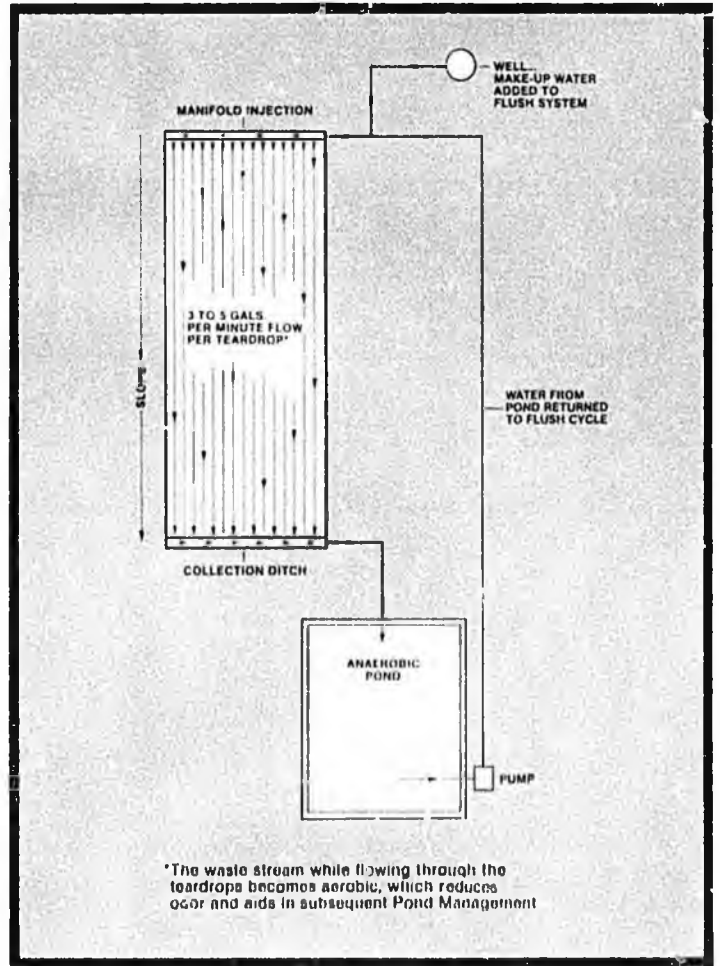 WELL...
MAKE-UP WATER
ADDED TO
FLUSH SYSTEM
MANIFOLD INJECTION
3 TO 5 GALS.
PER MINUTE FLOW
PER TEARDROP*
SLOPE
WATER FROM
POND RETURNED
TO FLUSH CYCLE
COLLECTION DITCH
ANAEROBIC
POND
PUMP
*The waste stream while flowing through the
teardrops becomes aerobic, which reduces
odor and aids in subsequent Pond Management